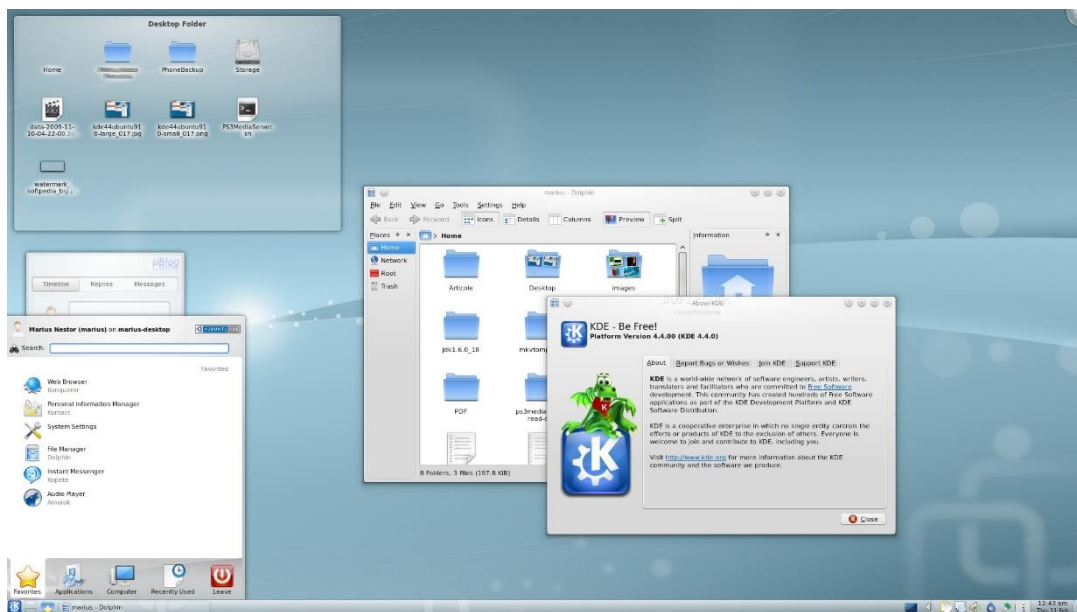 Desktop Folder
Home
PhoneBackup
Storage
data-2009-11-
kde44ubuntu91
0-large_017.jpg
kde44ubuntu91
0-small_017.png
PS3MediaServer.
sh
watermark_
softpedia_big.
µBlog
Timeline Replies Messages
Marius Nestor (marius) on marius-desktop
Search:
Favorites
Web Browser
Konqueror
Personal Information Manager
Kontact
System Settings
File Manager
Dolphin
Instant Messenger
Kopete
Audio Player
Amarok
Favorites Applications Computer Recently Used Leave
marius - Dolphin
File Edit View Go Tools Settings Help
Back Forward Icons Details Columns Preview Split
Places
Home
Network
Root
Trash
> Home
Information
Articole
Desktop
images
jdk1.6.0_18
PDF
8 Folders, 3 Files (197.8 KiB)
About KDE
KDE - Be Free!
Platform Version 4.4.00 (KDE 4.4.0)
About Report Bugs or Wishes Join KDE Support KDE
KDE is a world-wide network of software engineers, artists, writers,
translators and facilitators who are committed to Free Software
development. This community has created hundreds of Free Software
applications as part of the KDE Development Platform and KDE
Software Distribution.
KDE is a cooperative enterprise in which no single entity controls the
efforts or products of KDE to the exclusion of others. Everyone is
welcome to join and contribute to KDE, including you.
Visit http://www.kde.org for more information about the KDE
community and the software we produce.
Close
marius - Dolphin
12:43 am
Thu 11 Feb